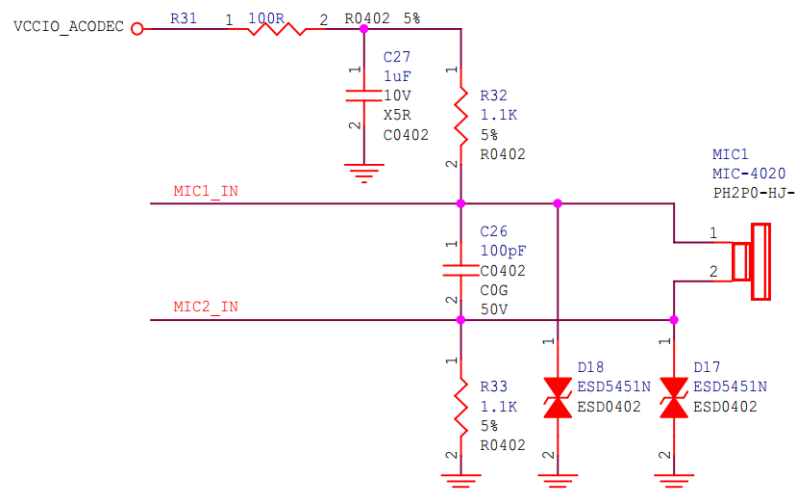 VCCIO_ACODEC
R31
1
100R
2
R0402 5%
1
2
C27
1uF
10V
X5R
C0402
1
2
R32
1.1K
5%
R0402
MIC1
MIC-4020
PH2P0-HJ-
MIC1_IN
1
2
1
2
C26
100pF
C0402
C0G
50V
MIC2_IN
1
2
R33
1.1K
5%
R0402
1
2
D18
ESD5451N
ESD0402
1
2
D17
ESD5451N
ESD0402